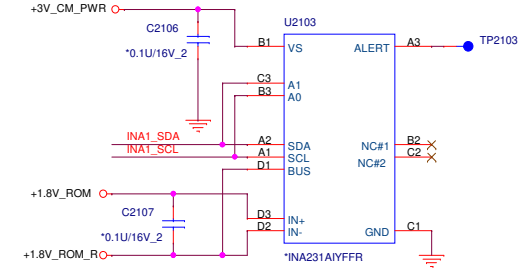 +3V_CM_PWR
C2106
*0.1U/16V_2
U2103
B1
VS
ALERT
A3
TP2103
C3
A1
B3
A0
INA1_SDA
A2
SDA
NC#1
B2
INA1_SCL
A1
SCL
NC#2
C2
D1
BUS
+1.8V_ROM
C2107
*0.1U/16V_2
D3
IN+
D2
IN-
GND
C1
+1.8V_ROM_R
*INA231AIYFFR